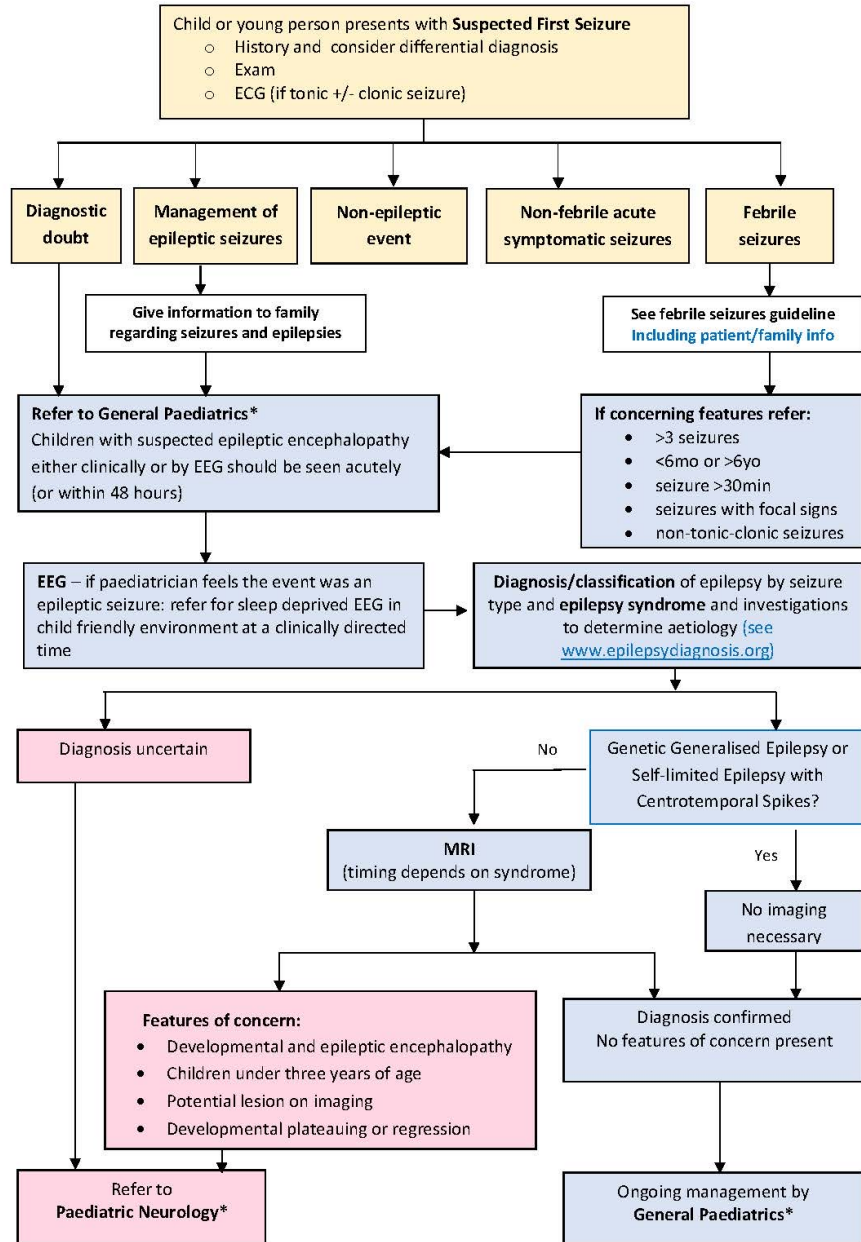 Child or young person presents with Suspected First Seizure
o History and  consider differential diagnosis
o Exam
o ECG (if tonic +/- clonic seizure)
Diagnostic
doubt
Management of
epileptic seizures
Non-epileptic
event
Non-febrile acute
symptomatic seizures
Febrile
seizures
Give information to family
regarding seizures and epilepsies
See febrile seizures guideline
Including patient/family info
Refer to General Paediatrics*
Children with suspected epileptic encephalopathy
either clinically or by EEG should be seen acutely
(or within 48 hours)
If concerning features refer:
• >3 seizures
• <6mo or >6yo
• seizure >30min
• seizures with focal signs
• non-tonic-clonic seizures
EEG – if paediatrician feels the event was an
epileptic seizure: refer for sleep deprived EEG in
child friendly environment at a clinically directed
time
Diagnosis/classification of epilepsy by seizure
type and epilepsy syndrome and investigations
to determine aetiology (see
www.epilepsydiagnosis.org)
Diagnosis uncertain
No
Genetic Generalised Epilepsy or
Self-limited Epilepsy with
Centrotemporal Spikes?
MRI
(timing depends on syndrome)
Yes
No imaging
necessary
Features of concern:
• Developmental and epileptic encephalopathy
• Children under three years of age
• Potential lesion on imaging
• Developmental plateauing or regression
Diagnosis confirmed
No features of concern present
Refer to
Paediatric Neurology*
Ongoing management by
General Paediatrics*